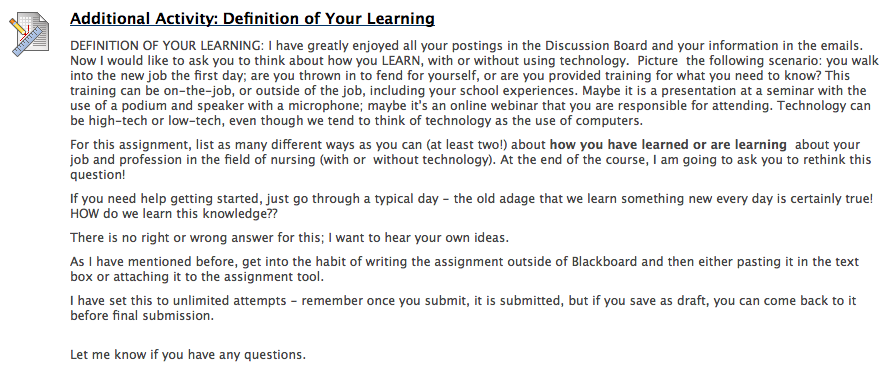 Additional Activity: Definition of Your Learning
DEFINITION OF YOUR LEARNING: I have greatly enjoyed all your postings in the Discussion Board and your information in the emails.
Now I would like to ask you to think about how you LEARN, with or without using technology.  Picture  the following scenario: you walk
into the new job the first day; are you thrown in to fend for yourself, or are you provided training for what you need to know? This
training can be on-the-job, or outside of the job, including your school experiences. Maybe it is a presentation at a seminar with the
use of a podium and speaker with a microphone; maybe it's an online webinar that you are responsible for attending. Technology can
be high-tech or low-tech, even though we tend to think of technology as the use of computers.
For this assignment, list as many different ways as you can (at least two!) about how you have learned or are learning  about your
job and profession in the field of nursing (with or  without technology). At the end of the course, I am going to ask you to rethink this
question!
If you need help getting started, just go through a typical day - the old adage that we learn something new every day is certainly true!
HOW do we learn this knowledge??
There is no right or wrong answer for this; I want to hear your own ideas.
As I have mentioned before, get into the habit of writing the assignment outside of Blackboard and then either pasting it in the text
box or attaching it to the assignment tool.
I have set this to unlimited attempts - remember once you submit, it is submitted, but if you save as draft, you can come back to it
before final submission.
Let me know if you have any questions.